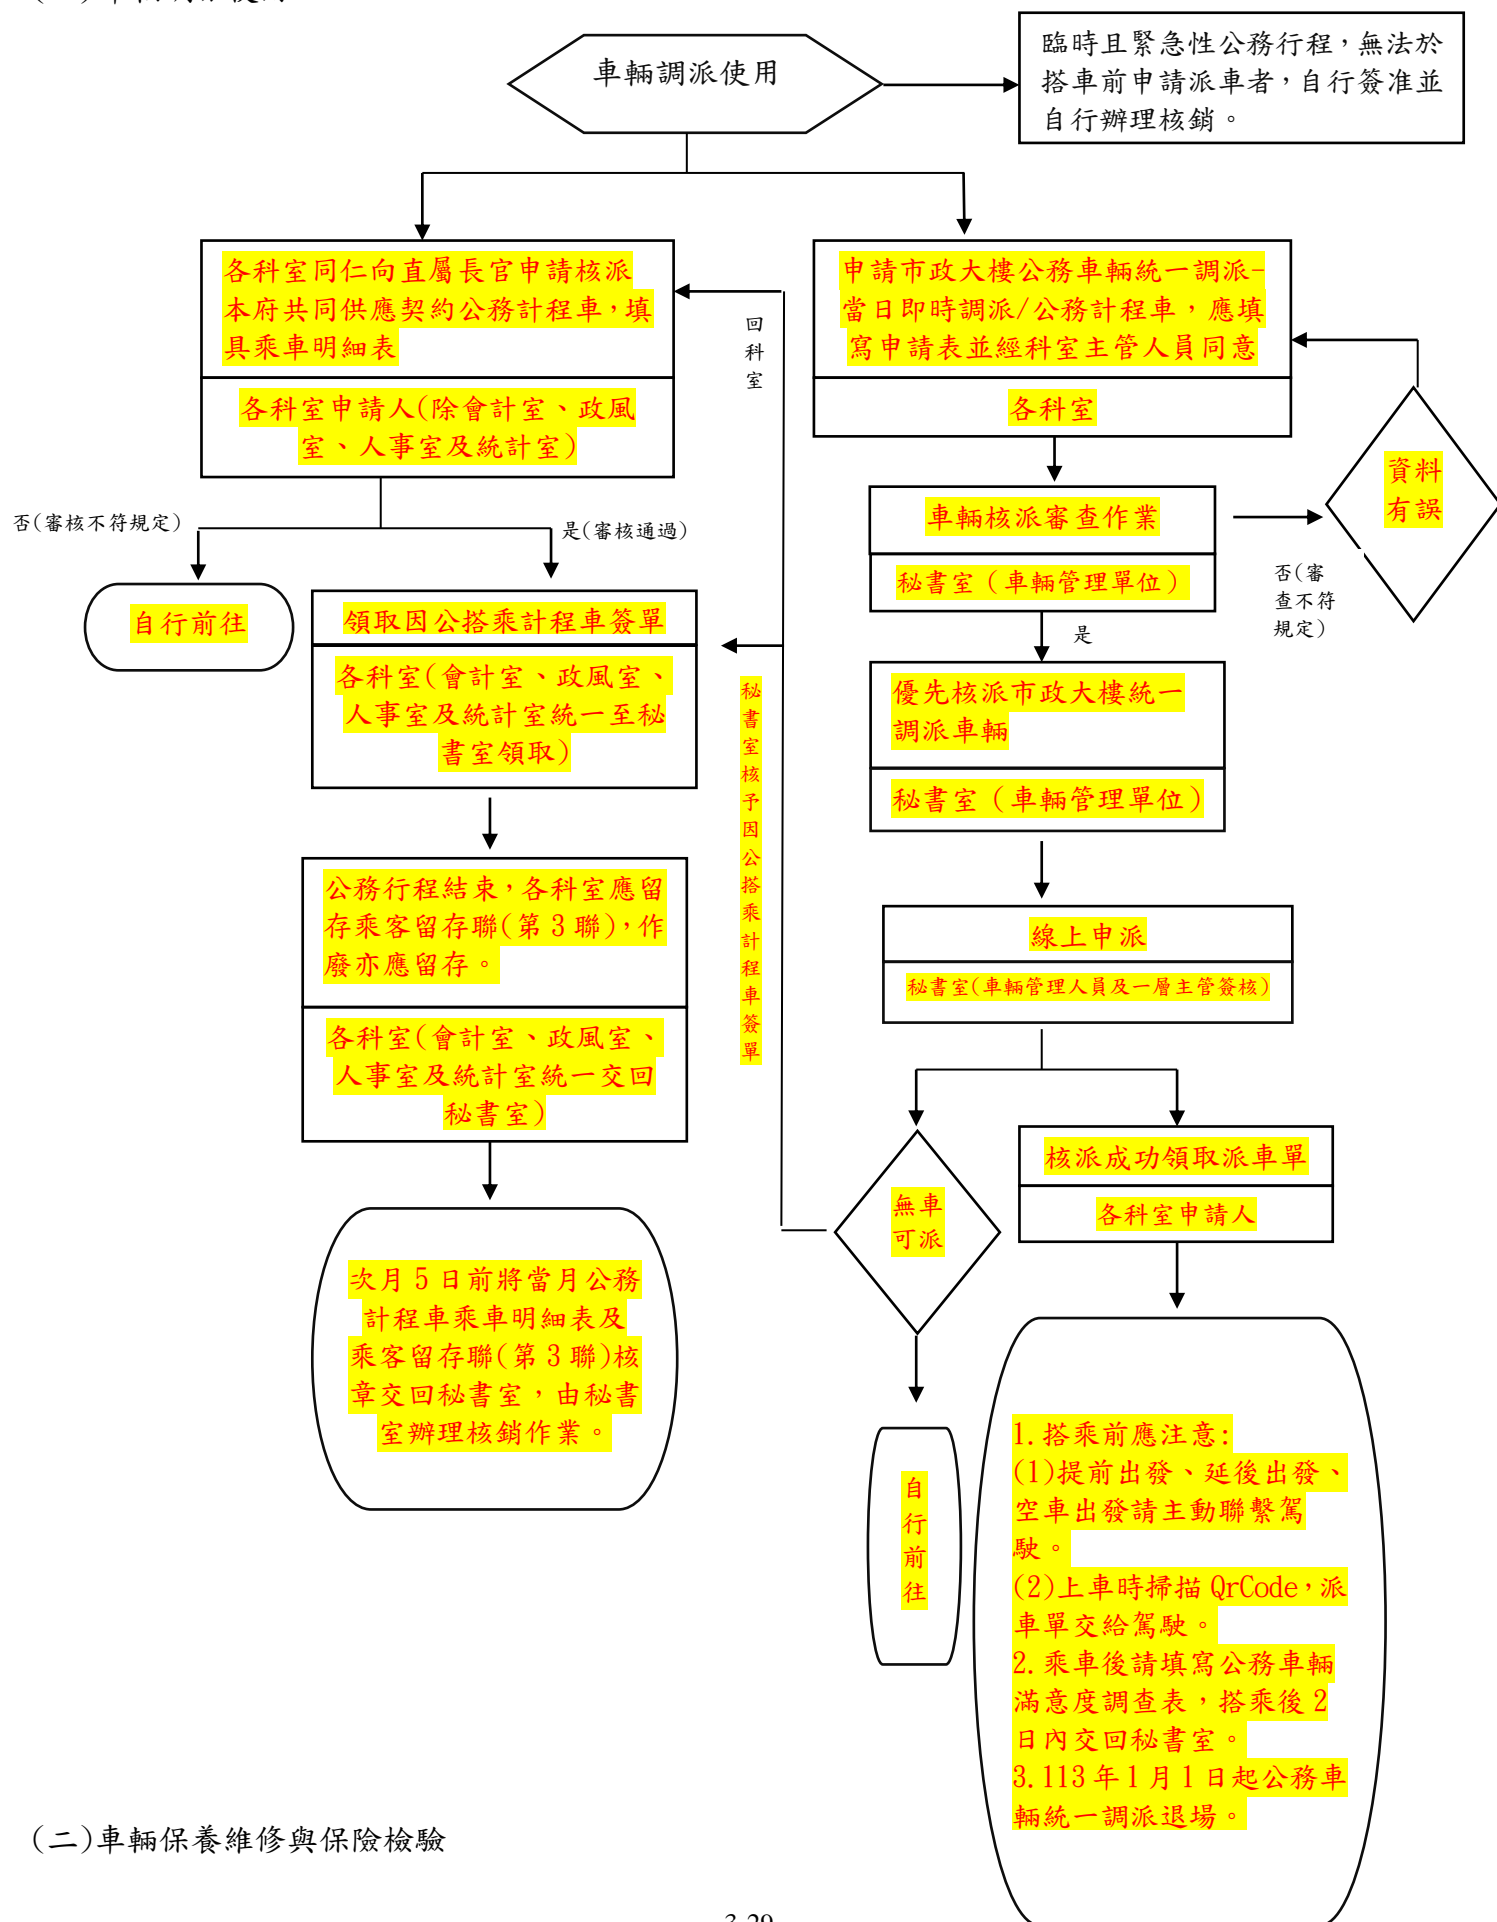 車輛調派使用
臨時且緊急性公務行程，無法於
搭車前申請派車者，自行簽准並
自行辦理核銷。
各科室同仁向直屬長官申請核派
本府共同供應契約公務計程車，填
具乘車明細表
各科室申請人(除會計室、政風
室、人事室及統計室)
回
科
室
申請市政大樓公務車輛統一調派-
當日即時調派/公務計程車，應填
寫申請表並經科室主管人員同意
各科室
資料
有誤
車輛核派審查作業
秘書室（車輛管理單位）
否(審
查不符
規定)
是
否(審核不符規定)
是(審核通過)
自行前往
領取因公搭乘計程車簽單
各科室(會計室、政風室、
人事室及統計室統一至秘
書室領取)
秘
書
室
核
予
因
公
搭
乘
計
程
車
簽
單
優先核派市政大樓統一
調派車輛
秘書室（車輛管理單位）
公務行程結束，各科室應留
存乘客留存聯(第 3 聯)，作
廢亦應留存。
各科室(會計室、政風室、
人事室及統計室統一交回
秘書室)
線上申派
秘書室(車輛管理人員及一層主管簽核)
無車
可派
核派成功領取派車單
各科室申請人
次月 5 日前將當月公務
計程車乘車明細表及
乘客留存聯(第 3 聯)核
章交回秘書室，由秘書
室辦理核銷作業。
自
行
前
往
1.搭乘前應注意:
(1)提前出發、延後出發、
空車出發請主動聯繫駕
駛。
(2)上車時掃描 QrCode，派
車單交給駕駛。
2.乘車後請填寫公務車輛
滿意度調查表，搭乘後 2
日內交回秘書室。
3.113 年 1 月 1 日起公務車
輛統一調派退場。
(二)車輛保養維修與保險檢驗
3-29